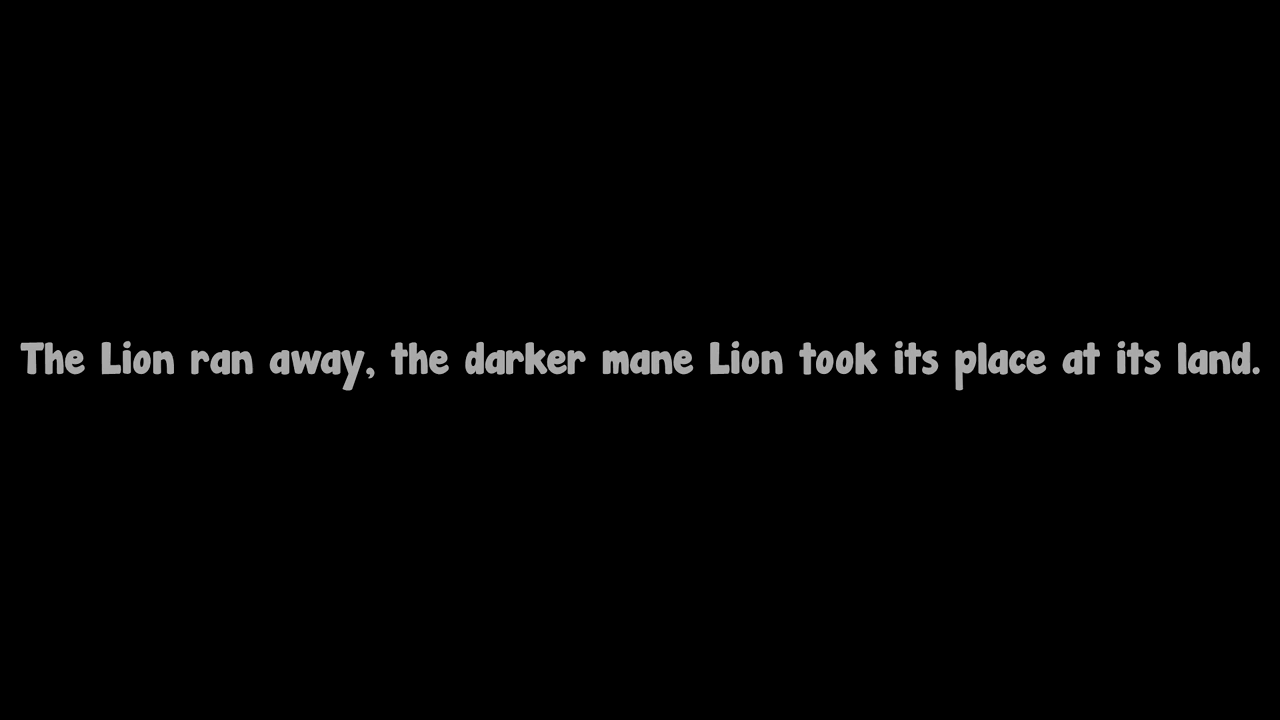 The Lion ran away, the darker mane Lion took its place at its land.